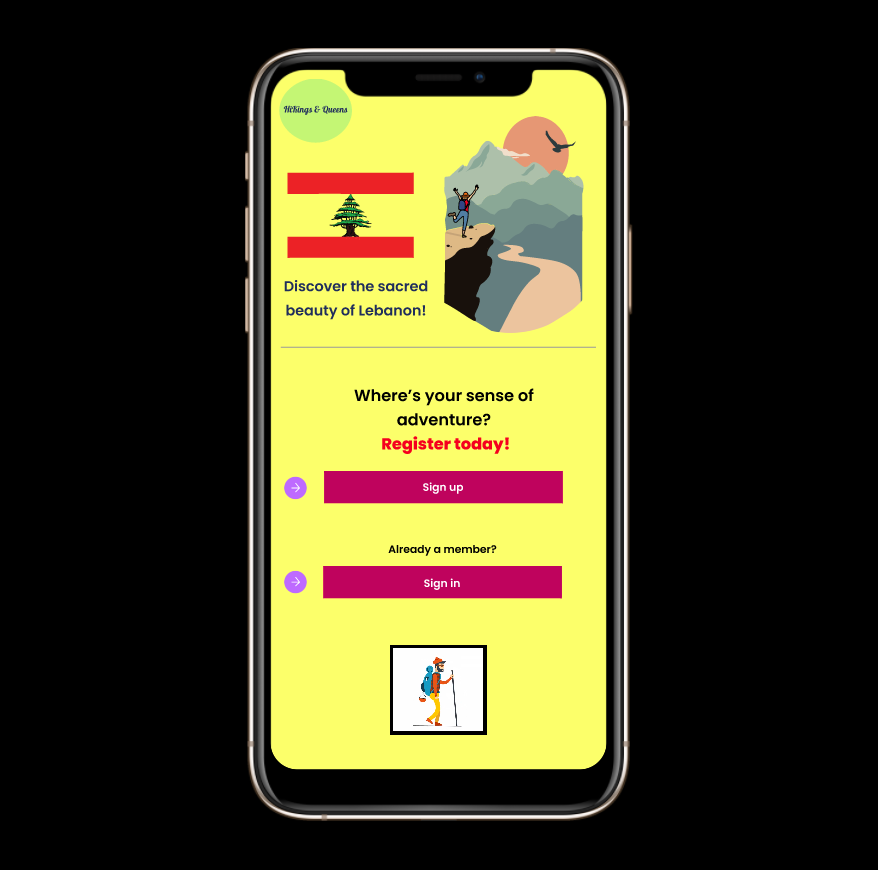 HiKings & Queens
Discover the sacred
beauty of Lebanon!
Where’s your sense of
adventure?
Register today!
Sign up
Already a member?
Sign in